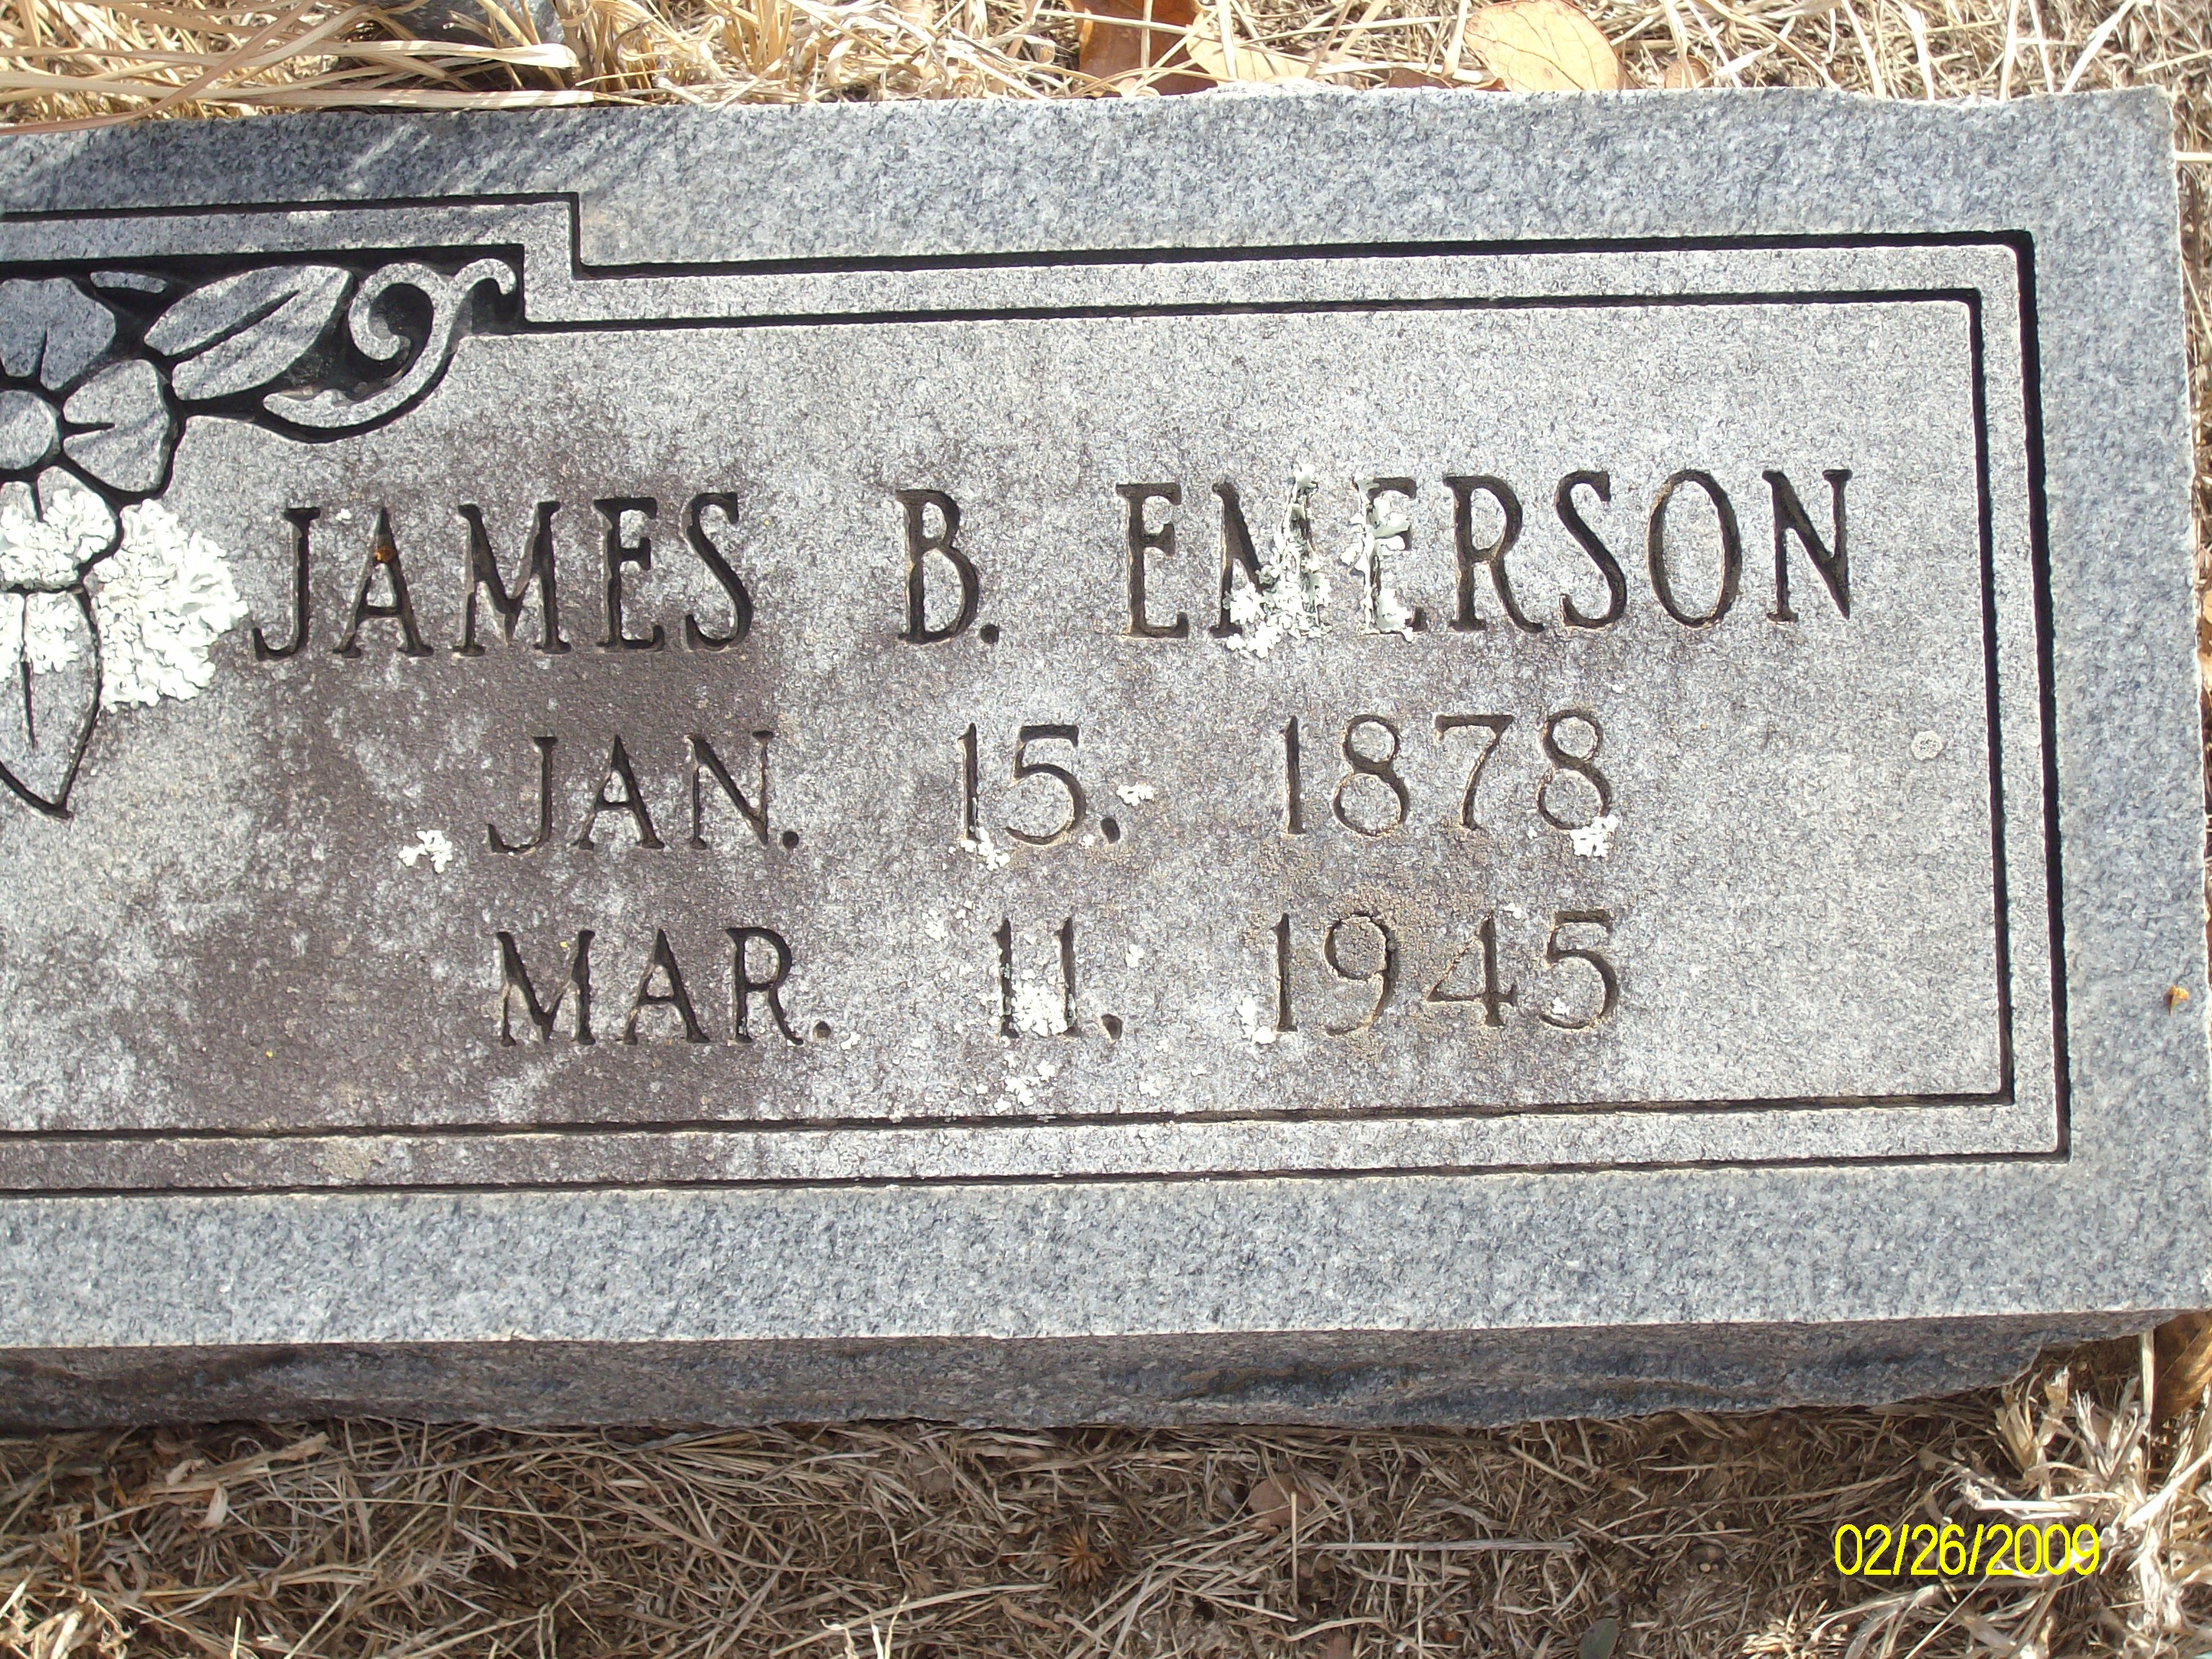 JAMES B. EMERSON
JAN. 15. 1878
MAR. 11. 1945
02/26/2009